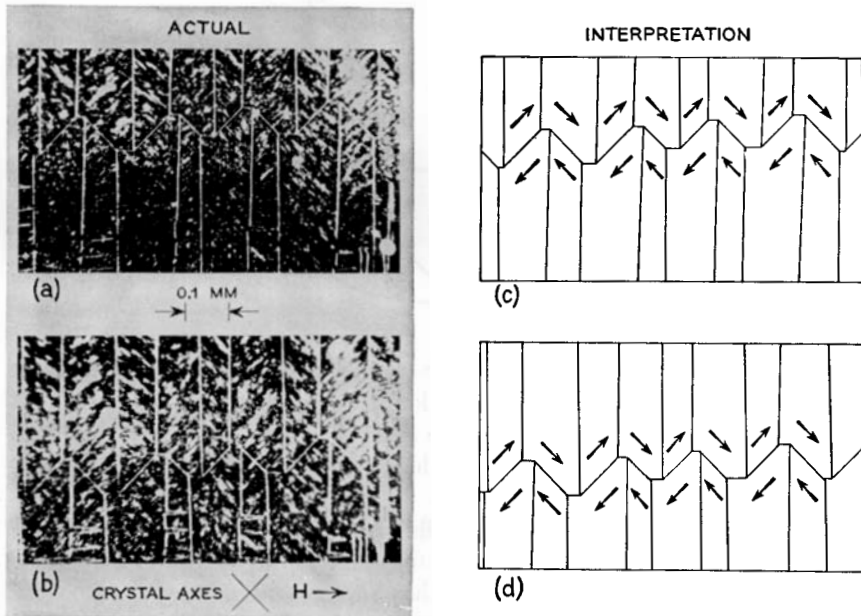 ACTUAL
(a)
0.1 MM
(b)
CRYSTAL AXES H
INTERPRETATION
(c)
(d)